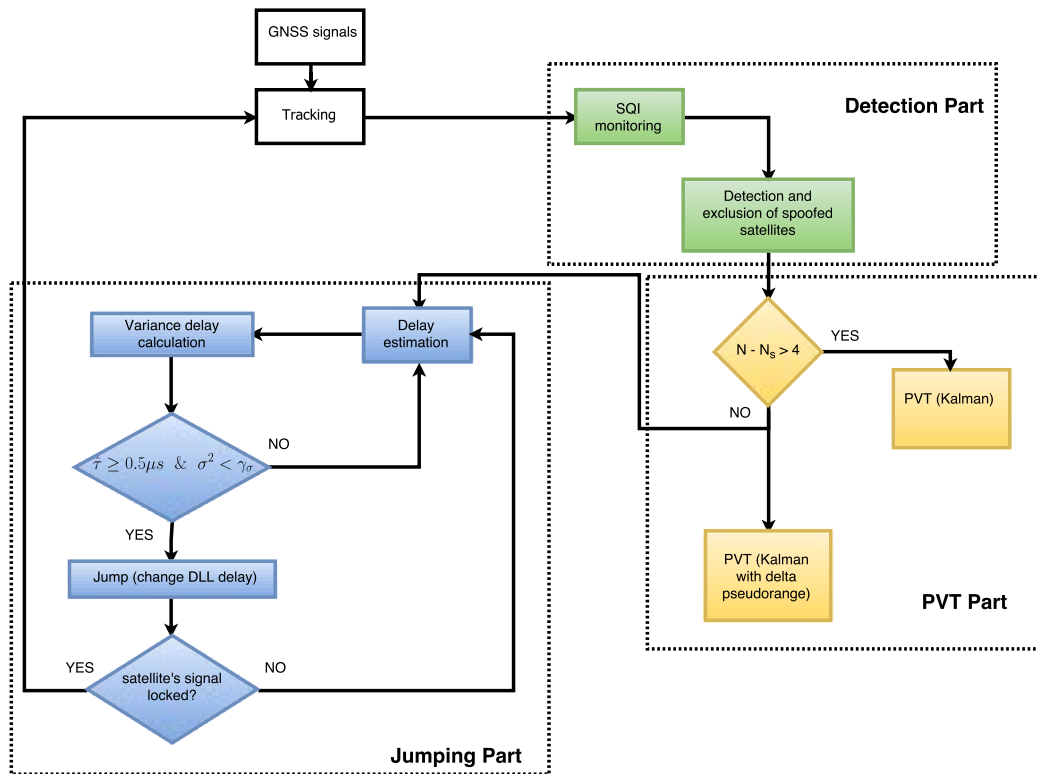 GNSS signals
Tracking
SQI
monitoring
Detection Part
Detection and
exclusion of spoofed
satellites
N - Nₛ > 4
YES
NO
PVT (Kalman)
PVT (Kalman
with delta
pseudorange)
PVT Part
Delay
estimation
Variance delay
calculation
τ̂ ≥ 0.5μs & σ² < γ_σ
NO
YES
Jump (change DLL delay)
satellite's signal
locked?
YES
NO
Jumping Part